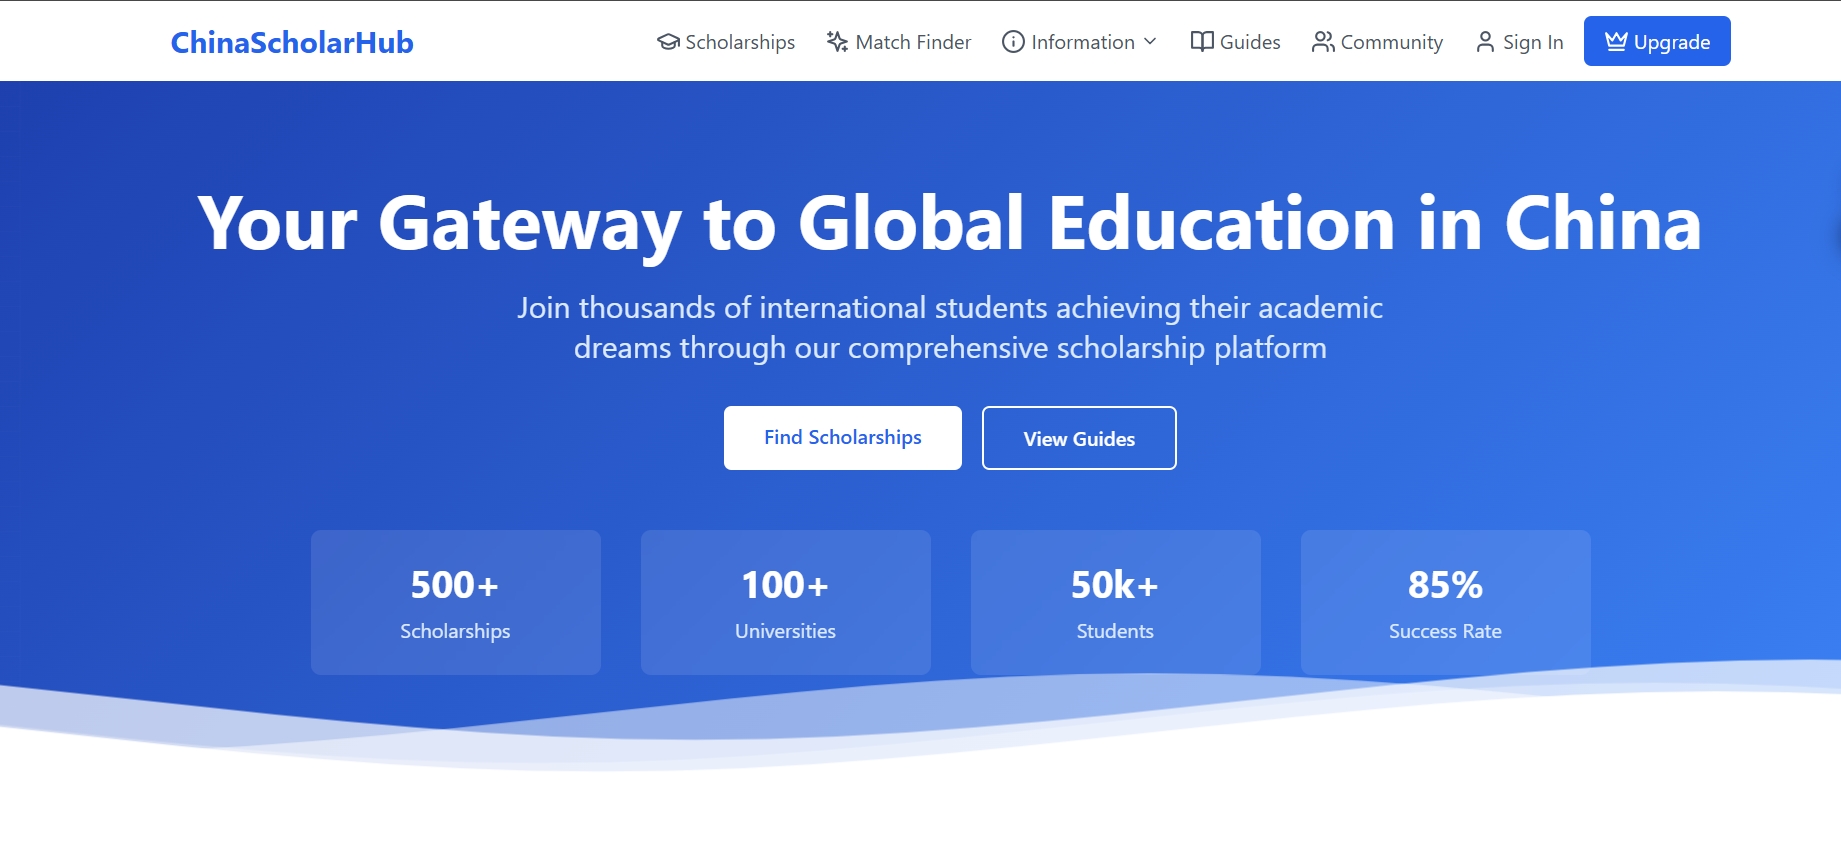 ChinaScholarHub
Scholarships
Match Finder
Information
Guides
Community
Sign In
Upgrade
Your Gateway to Global Education in China
Join thousands of international students achieving their academic
dreams through our comprehensive scholarship platform
Find Scholarships
View Guides
500+
Scholarships
100+
Universities
50k+
Students
85%
Success Rate